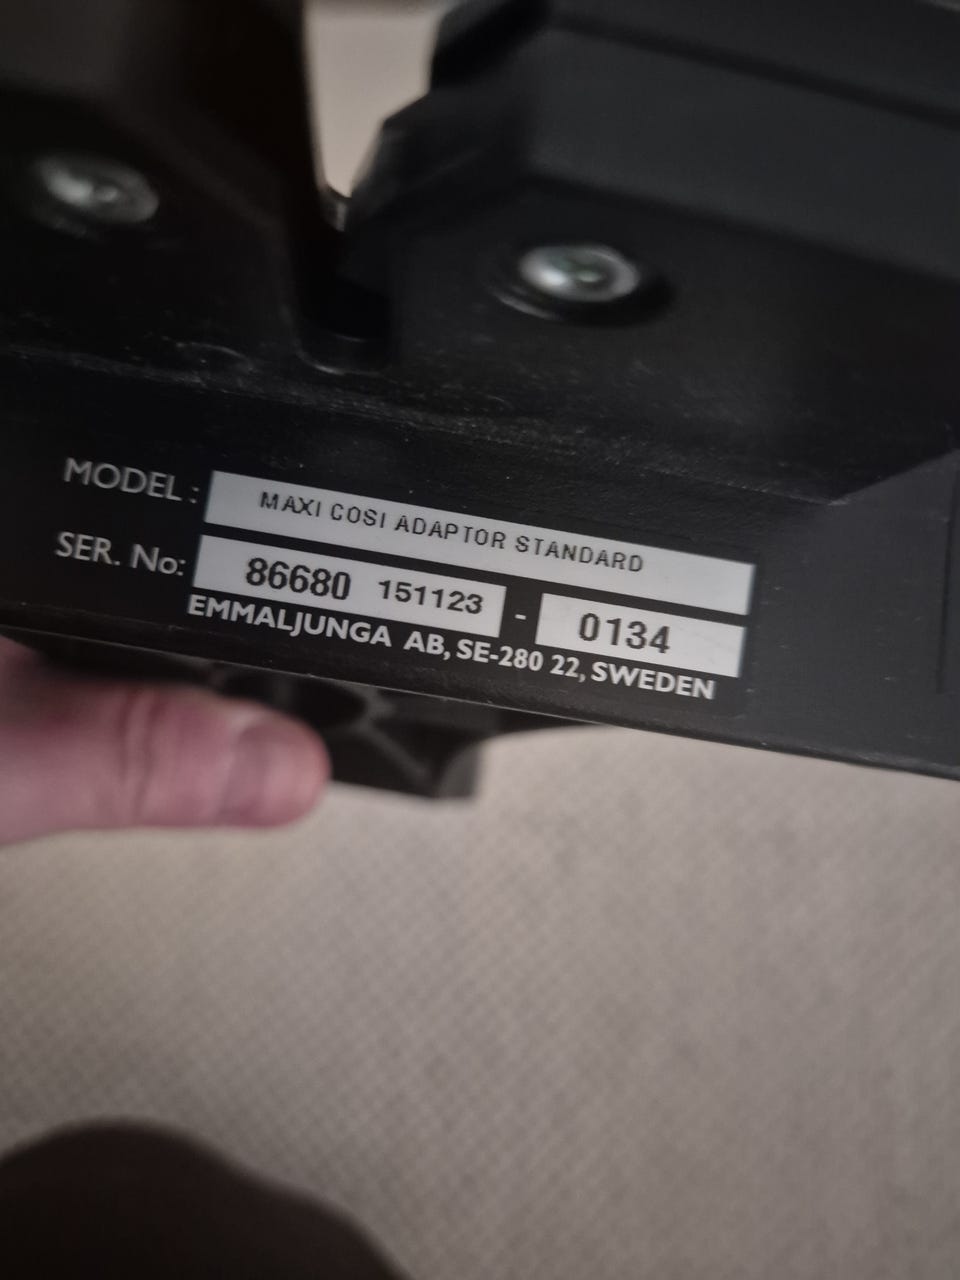 MODEL : MAXI COSI ADAPTOR STANDARD
SER. No: 86680 151123 - 0134
EMMALJUNGA AB, SE-280 22, SWEDEN